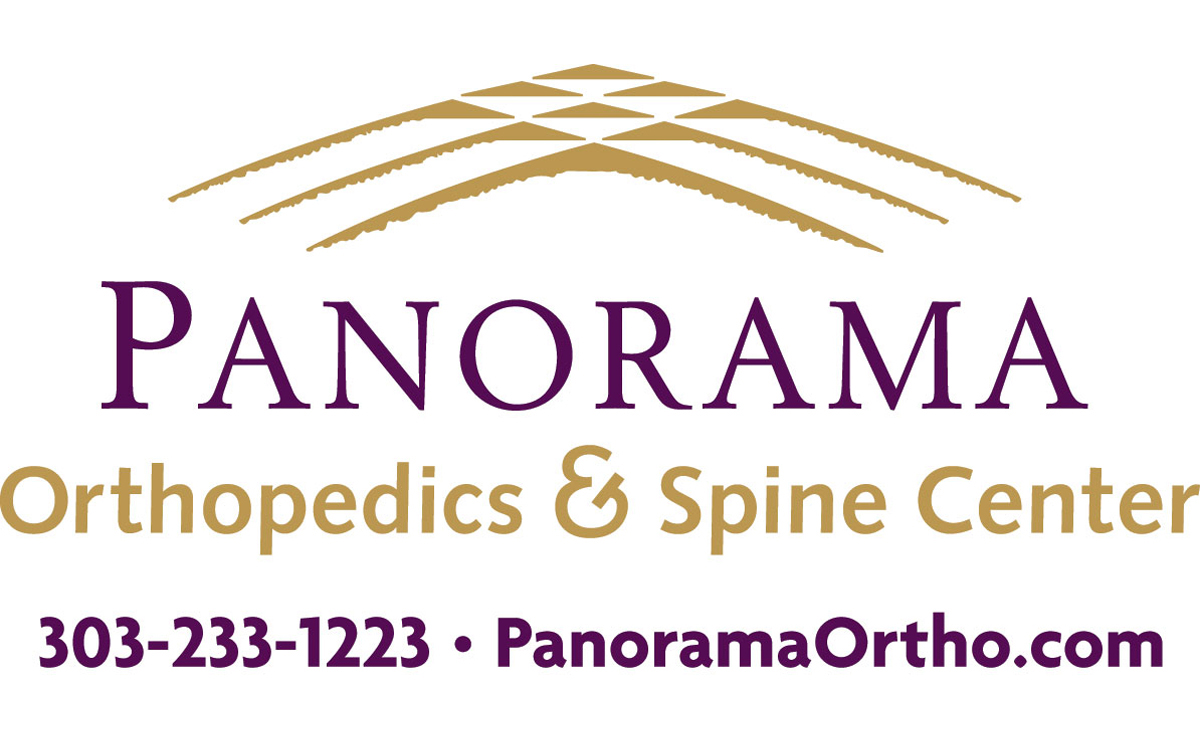 PANORAMA
Orthopedics & Spine Center
303-233-1223 • PanoramaOrtho.com